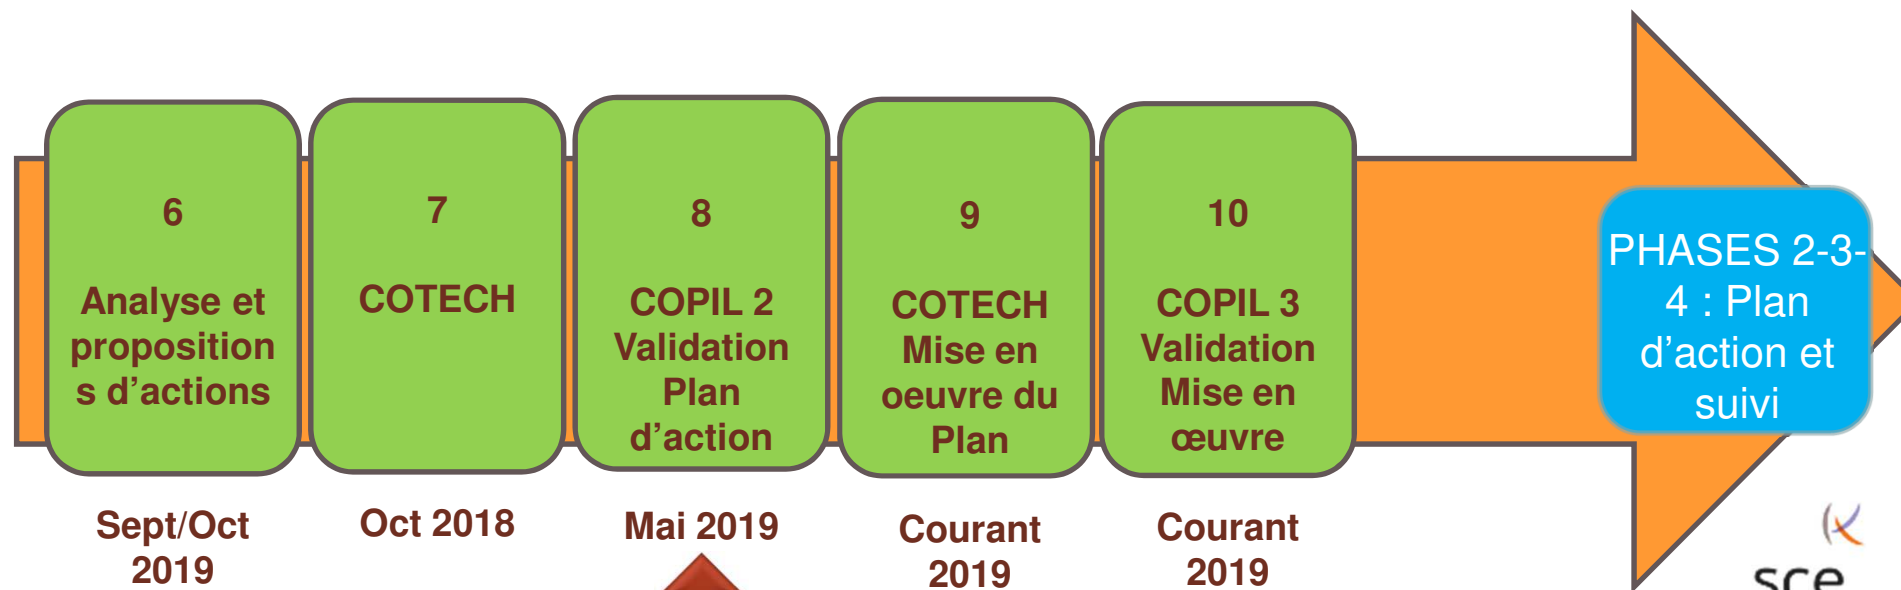 6
Analyse et
proposition
s d’actions
Sept/Oct
2019
7
COTECH
Oct 2018
8
COPIL 2
Validation
Plan
d’action
Mai 2019
9
COTECH
Mise en
oeuvre du
Plan
Courant
2019
10
COPIL 3
Validation
Mise en
œuvre
Courant
2019
PHASES 2-3-
4 : Plan
d’action et
suivi
sce